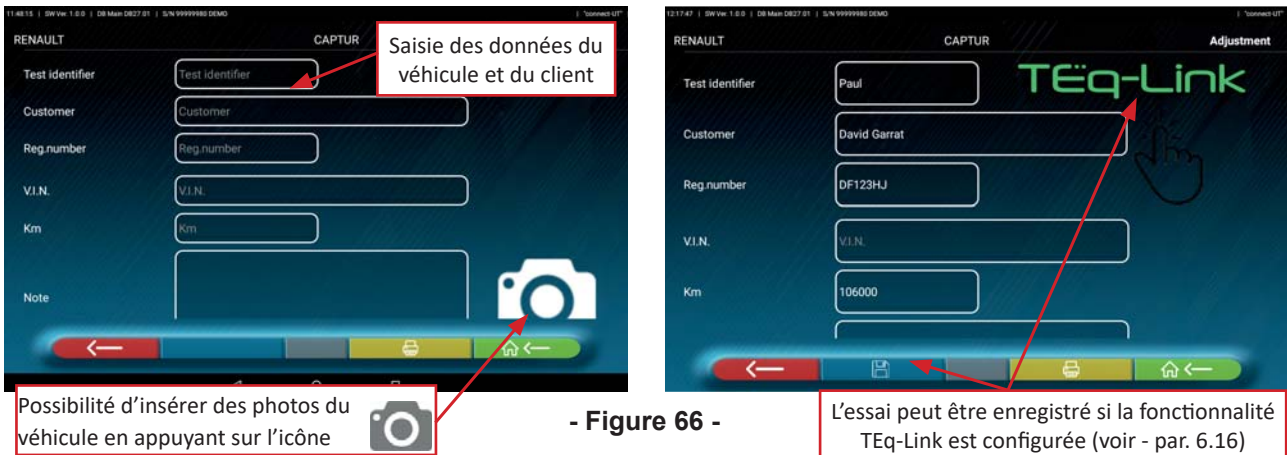 11:48:15 | SW Ver. 1.0.0 | DB Main DB27.01 | S/N 99999980 DEMO | "connect-UT"
RENAULT CAPTUR
Saisie des données du
véhicule et du client
Test identifier Test identifier
Customer Customer
Reg.number Reg.number
V.I.N. V.I.N.
Km Km
Note
Possibilité d’insérer des photos du
véhicule en appuyant sur l’icône
- Figure 66 -
12:17:47 | SW Ver. 1.0.0 | DB Main DB27.01 | S/N 99999980 DEMO | "connect-UT"
RENAULT CAPTUR Adjustment
TEq-Link
Test identifier Paul
Customer David Garrat
Reg.number DF123HJ
V.I.N. V.I.N.
Km 106000
L’essai peut être enregistré si la fonctionnalité
TEq-Link est configurée (voir - par. 6.16)